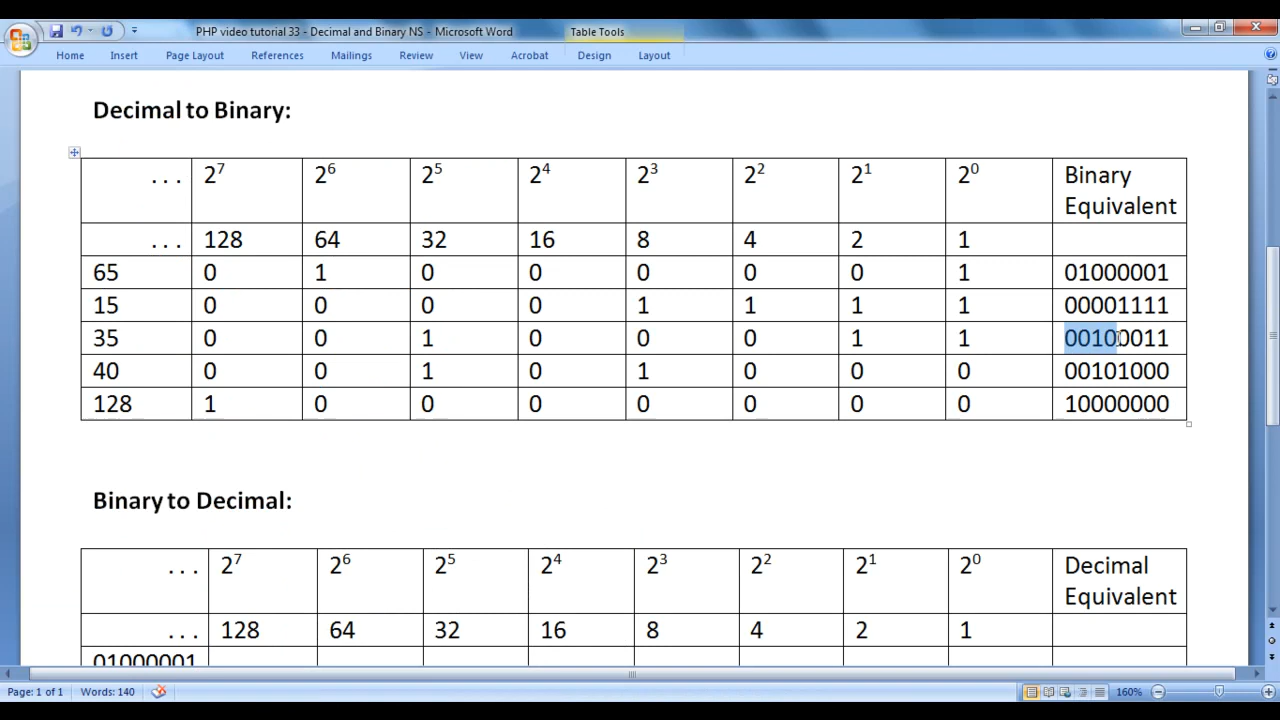 PHP video tutorial 33 - Decimal and Binary NS - Microsoft Word Table Tools
Home Insert Page Layout References Mailings Review View Acrobat Design Layout
Decimal to Binary:
. . . 2⁷ 2⁶ 2⁵ 2⁴ 2³ 2² 2¹ 2⁰ Binary
Equivalent
. . . 128 64 32 16 8 4 2 1
65 0 1 0 0 0 0 0 1 01000001
15 0 0 0 0 1 1 1 1 00001111
35 0 0 1 0 0 0 1 1 00100011
40 0 0 1 0 1 0 0 0 00101000
128 1 0 0 0 0 0 0 0 10000000
Binary to Decimal:
. . . 2⁷ 2⁶ 2⁵ 2⁴ 2³ 2² 2¹ 2⁰ Decimal
Equivalent
. . . 128 64 32 16 8 4 2 1
01000001
Page: 1 of 1 Words: 140 160%